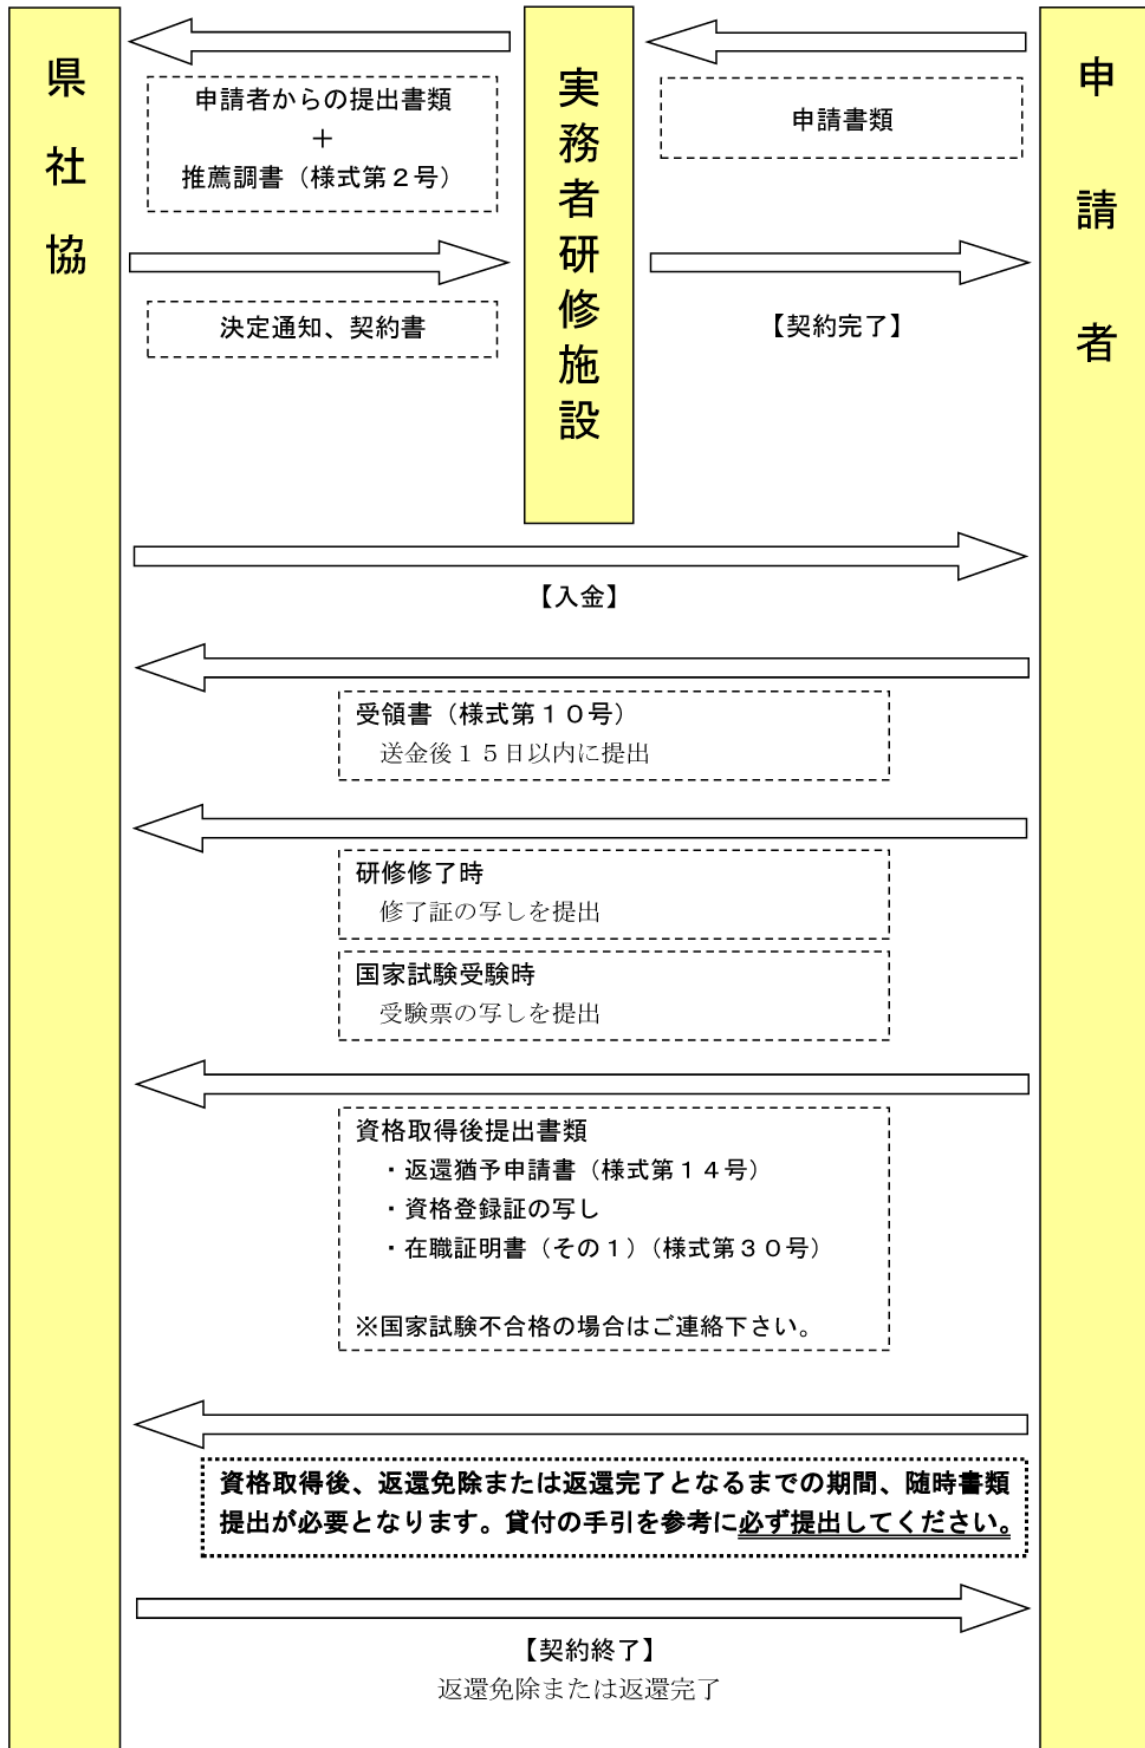 県社協
実務者研修施設
申請者
申請者からの提出書類
＋
推薦調書（様式第２号）
申請書類
決定通知、契約書
【契約完了】
【入金】
受領書（様式第１０号）
送金後１５日以内に提出
研修修了時
修了証の写しを提出
国家試験受験時
受験票の写しを提出
資格取得後提出書類
・返還猶予申請書（様式第１４号）
・資格登録証の写し
・在職証明書（その１）（様式第３０号）
※国家試験不合格の場合はご連絡下さい。
資格取得後、返還免除または返還完了となるまでの期間、随時書類
提出が必要となります。貸付の手引を参考に必ず提出してください。
【契約終了】
返還免除または返還完了